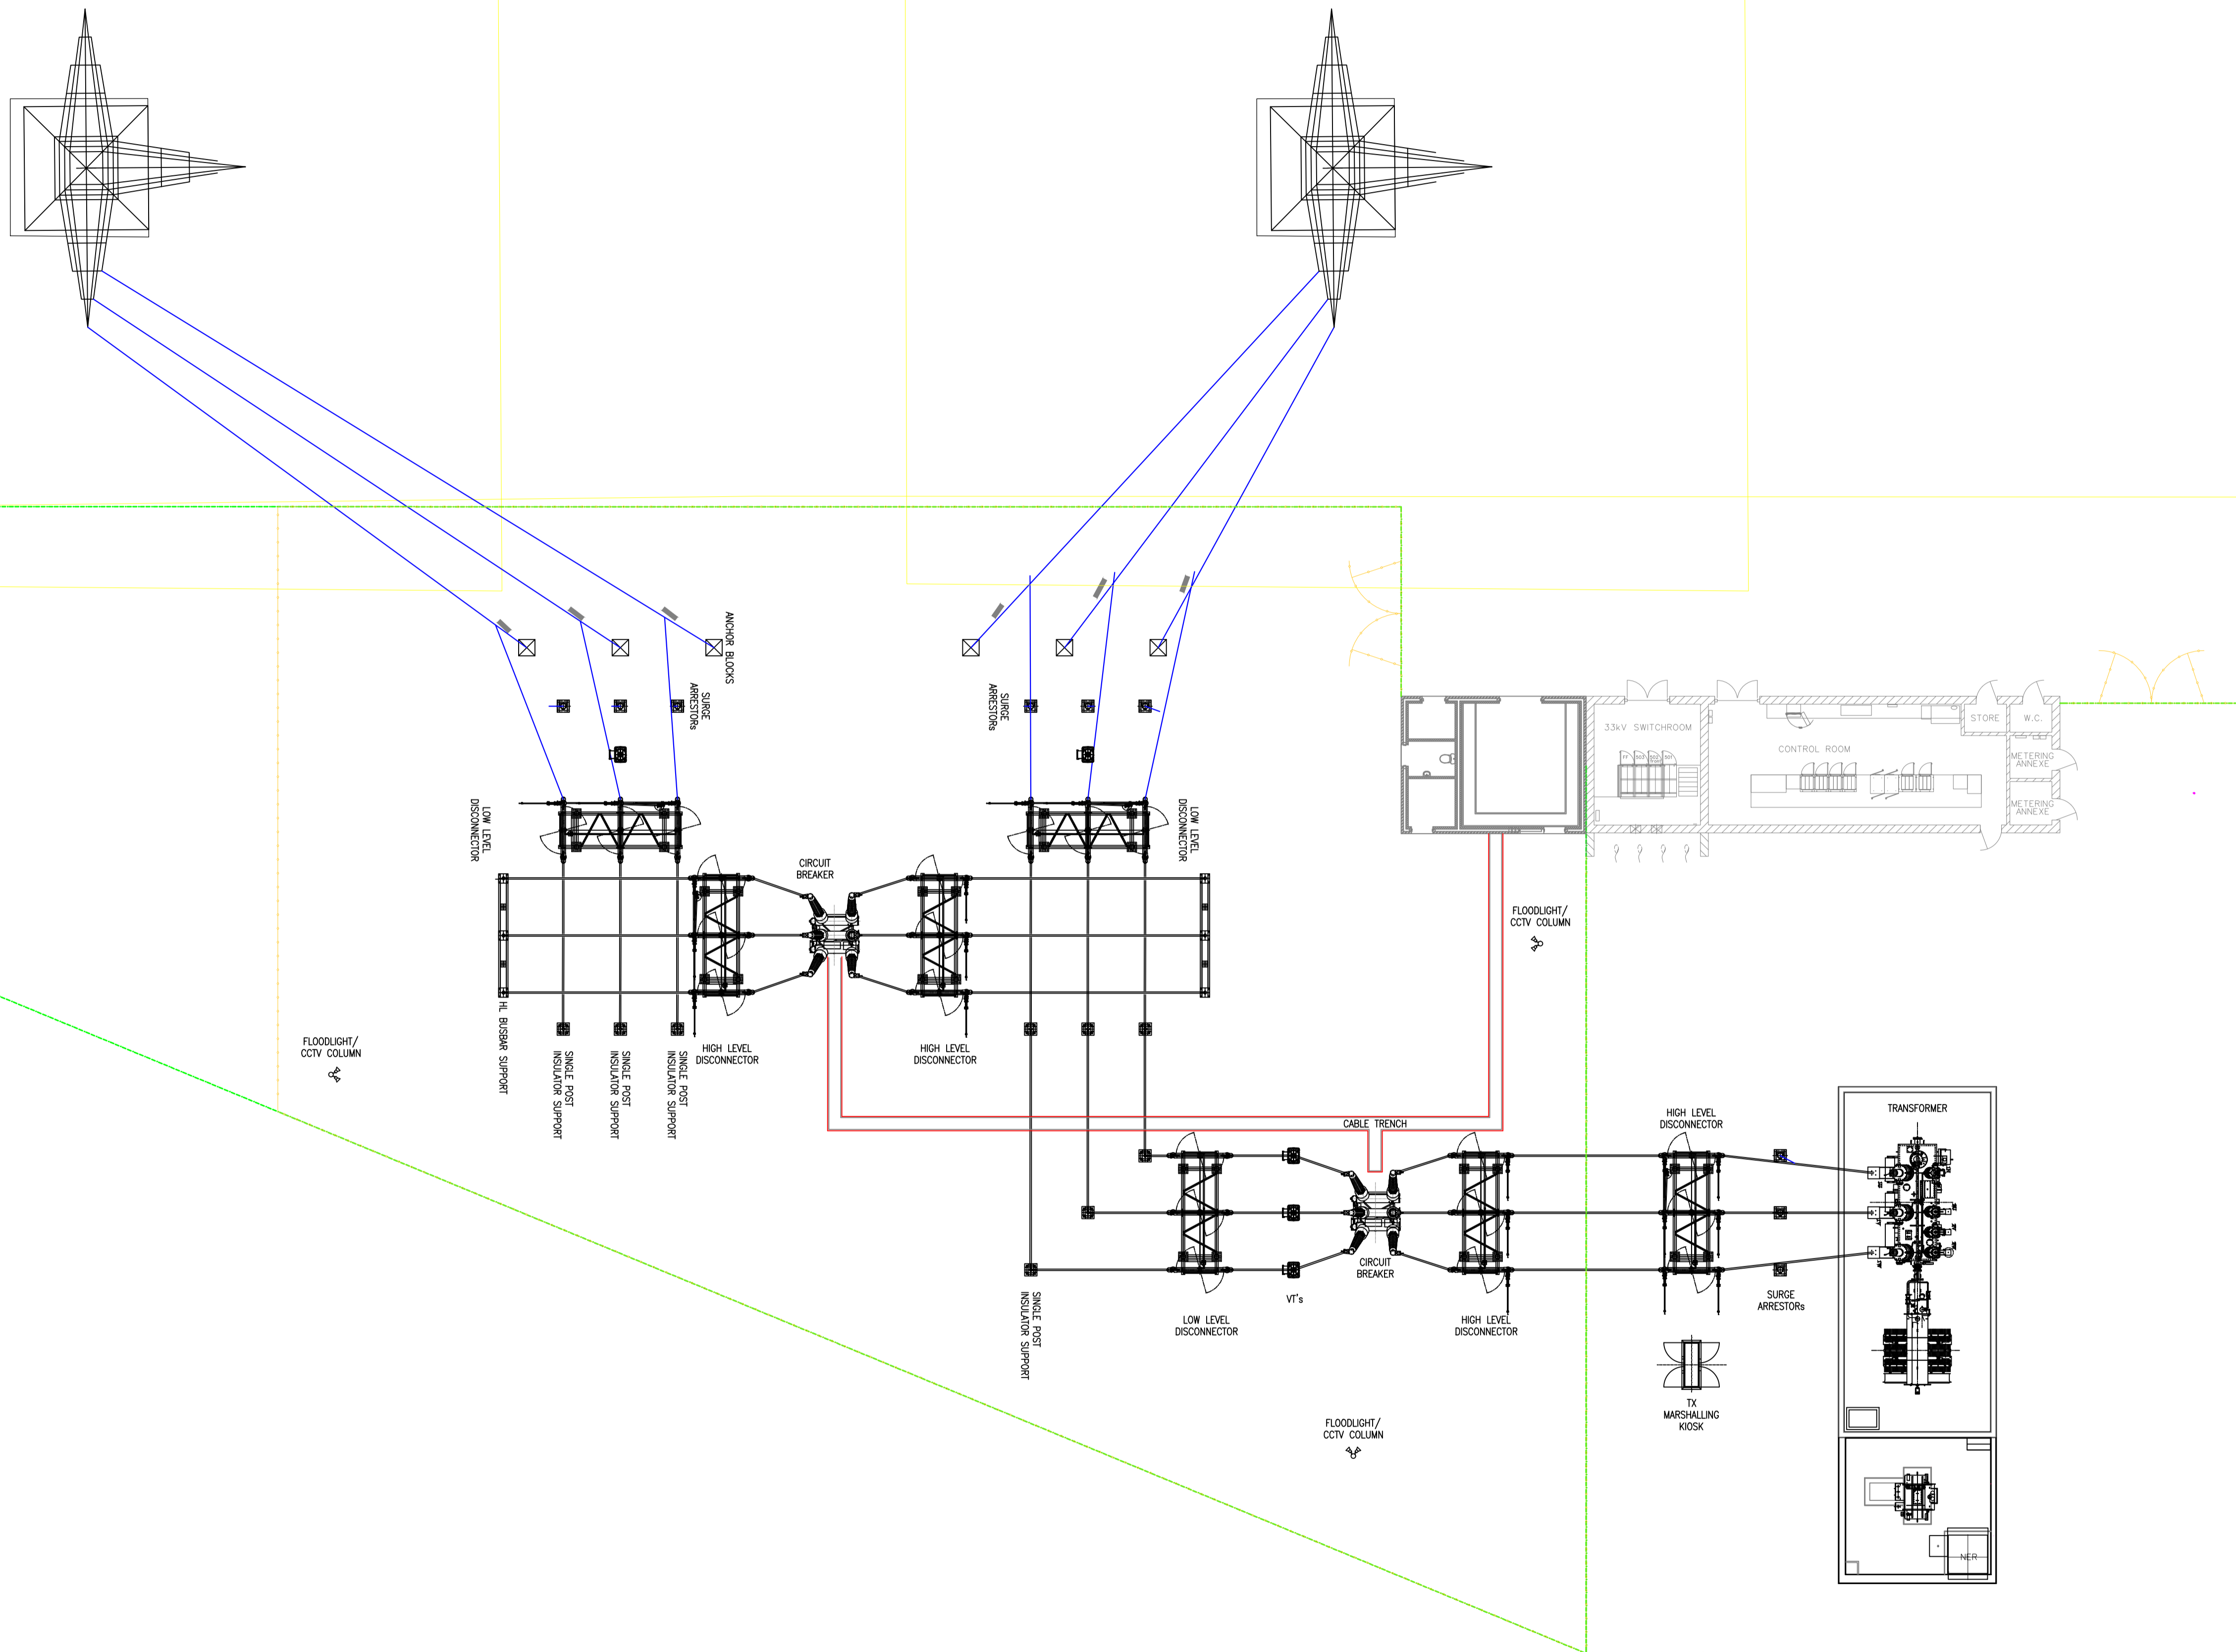 ANCHOR BLOCKS
SURGE
ARRESTORs
SURGE
ARRESTORs
33kV SWITCHROOM
CONTROL ROOM
STORE
W.C.
METERING
ANNEXE
METERING
ANNEXE
LOW LEVEL
DISCONNECTOR
LOW LEVEL
DISCONNECTOR
CIRCUIT
BREAKER
FLOODLIGHT/
CCTV COLUMN
HL BUSBAR SUPPORT
FLOODLIGHT/
CCTV COLUMN
SINGLE POST
INSULATOR SUPPORT
SINGLE POST
INSULATOR SUPPORT
SINGLE POST
INSULATOR SUPPORT
HIGH LEVEL
DISCONNECTOR
HIGH LEVEL
DISCONNECTOR
CABLE TRENCH
HIGH LEVEL
DISCONNECTOR
TRANSFORMER
SINGLE POST
INSULATOR SUPPORT
LOW LEVEL
DISCONNECTOR
VT's
CIRCUIT
BREAKER
HIGH LEVEL
DISCONNECTOR
SURGE
ARRESTORs
TX
MARSHALLING
KIOSK
FLOODLIGHT/
CCTV COLUMN
NER